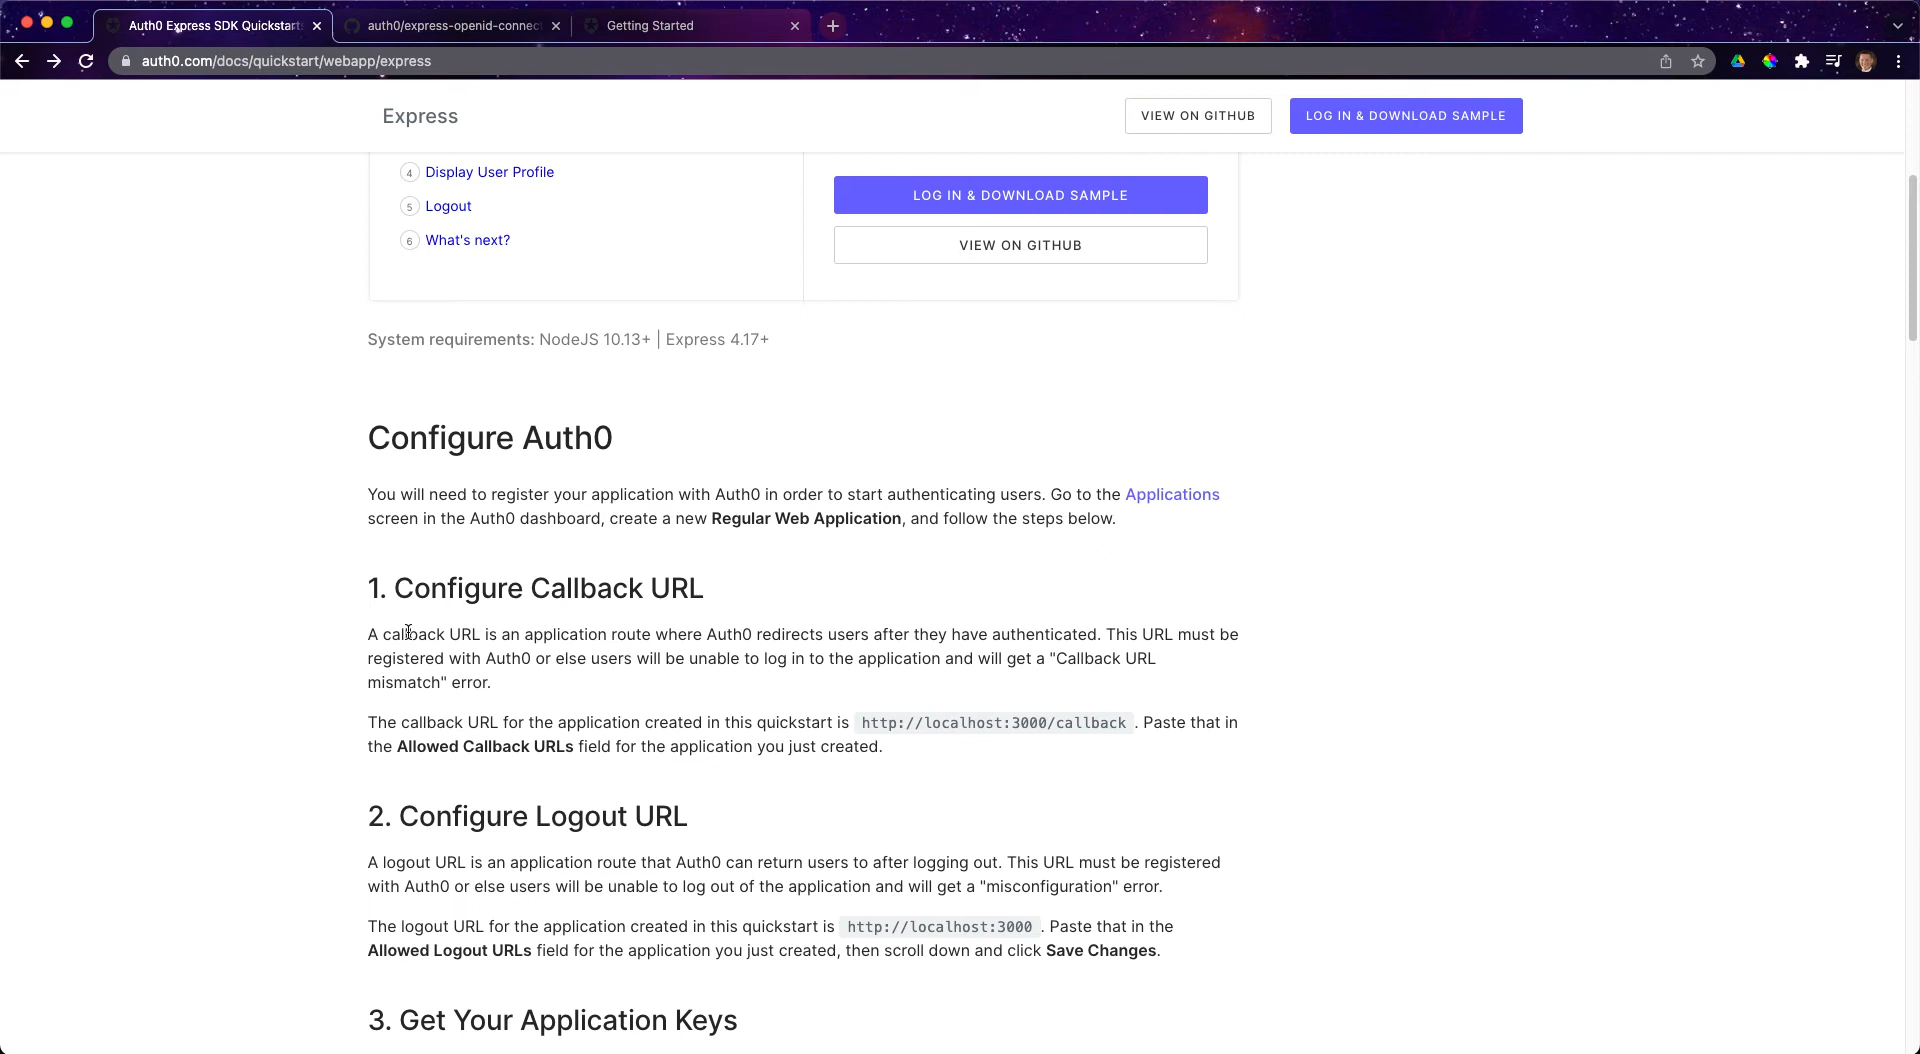 Auth0 Express SDK Quickstarts
auth0/express-openid-connect
Getting Started
auth0.com/docs/quickstart/webapp/express
Express
VIEW ON GITHUB
LOG IN & DOWNLOAD SAMPLE
4 Display User Profile
5 Logout
6 What's next?
LOG IN & DOWNLOAD SAMPLE
VIEW ON GITHUB
System requirements: NodeJS 10.13+ | Express 4.17+
Configure Auth0
You will need to register your application with Auth0 in order to start authenticating users. Go to the Applications
screen in the Auth0 dashboard, create a new Regular Web Application, and follow the steps below.
1. Configure Callback URL
A callback URL is an application route where Auth0 redirects users after they have authenticated. This URL must be
registered with Auth0 or else users will be unable to log in to the application and will get a "Callback URL
mismatch" error.
The callback URL for the application created in this quickstart is http://localhost:3000/callback. Paste that in
the Allowed Callback URLs field for the application you just created.
2. Configure Logout URL
A logout URL is an application route that Auth0 can return users to after logging out. This URL must be registered
with Auth0 or else users will be unable to log out of the application and will get a "misconfiguration" error.
The logout URL for the application created in this quickstart is http://localhost:3000. Paste that in the
Allowed Logout URLs field for the application you just created, then scroll down and click Save Changes.
3. Get Your Application Keys